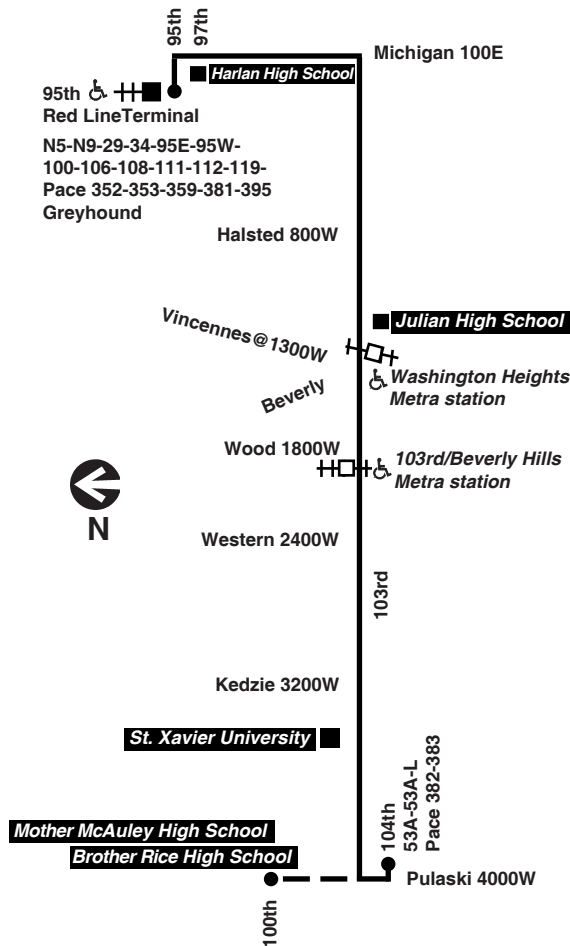 95th
97th
Michigan 100E
Harlan High School
95th
Red LineTerminal
N5-N9-29-34-95E-95W-
100-106-108-111-112-119-
Pace 352-353-359-381-395
Greyhound
Halsted 800W
Julian High School
Vincennes@1300W
Washington Heights
Metra station
Beverly
Wood 1800W
103rd/Beverly Hills
Metra station
N
Western 2400W
103rd
Kedzie 3200W
St. Xavier University
104th
53A-53A-L
Pace 382-383
Mother McAuley High School
Brother Rice High School
Pulaski 4000W
100th